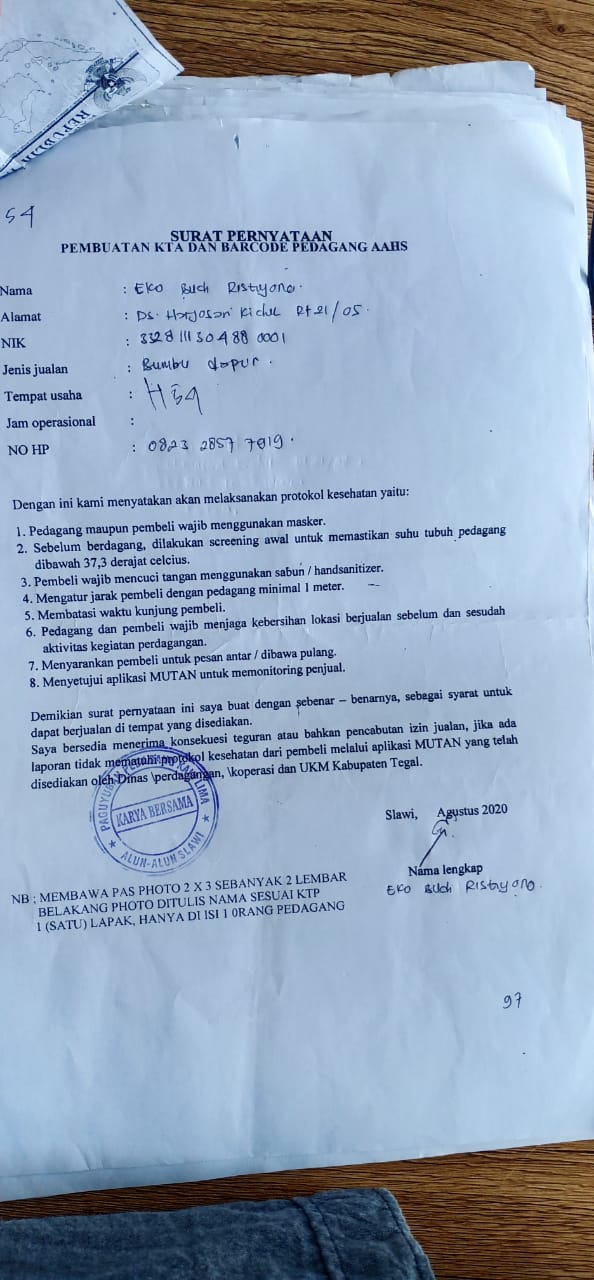 REPUBLIK
54
SURAT PERNYATAAN
PEMBUATAN KTA DAN BARCODE PEDAGANG AAHS
Nama : Eko Budi Ristiyono.
Alamat : Ds. Harjosari Kidul Rt 21/05.
NIK : 3328 111 30 4 88 0001
Jenis jualan : Bumbu dapur.
Tempat usaha :
Jam operasional :
NO HP : 0823 2857 7019.
Dengan ini kami menyatakan akan melaksanakan protokol kesehatan yaitu:
1. Pedagang maupun pembeli wajib menggunakan masker.
2. Sebelum berdagang, dilakukan screening awal untuk memastikan suhu tubuh pedagang
dibawah 37,3 derajat celcius.
3. Pembeli wajib mencuci tangan menggunakan sabun / handsanitizer.
4. Mengatur jarak pembeli dengan pedagang minimal 1 meter.
5. Membatasi waktu kunjung pembeli.
6. Pedagang dan pembeli wajib menjaga kebersihan lokasi berjualan sebelum dan sesudah
aktivitas kegiatan perdagangan.
7. Menyarankan pembeli untuk pesan antar / dibawa pulang.
8. Menyetujui aplikasi MUTAN untuk memonitoring penjual.
Demikian surat pernyataan ini saya buat dengan sebenar – benarnya, sebagai syarat untuk
dapat berjualan di tempat yang disediakan.
Saya bersedia menerima konsekuesi teguran atau bahkan pencabutan izin jualan, jika ada
laporan tidak mematuhi protokol kesehatan dari pembeli melalui aplikasi MUTAN yang telah
disediakan oleh Dinas \perdagangan, \koperasi dan UKM Kabupaten Tegal.
PAGUYUBAN PEDAGANG KAKI LIMA
KARYA BERSAMA
ALUN-ALUN SLAWI
Slawi, Agustus 2020
Nama lengkap
Eko Budi Ristiyono.
NB ; MEMBAWA PAS PHOTO 2 X 3 SEBANYAK 2 LEMBAR
BELAKANG PHOTO DITULIS NAMA SESUAI KTP
1 (SATU) LAPAK, HANYA DI ISI 1 0RANG PEDAGANG
97